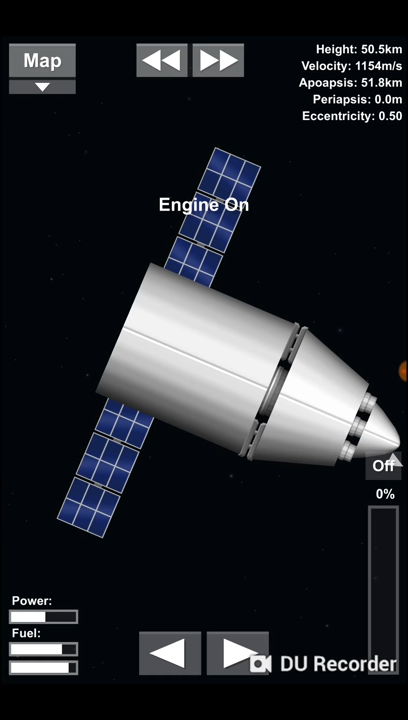 Map
Height: 50.5km
Velocity: 1154m/s
Apoapsis: 51.8km
Periapsis: 0.0m
Eccentricity: 0.50
Engine On
Off
0%
Power:
Fuel:
DU Recorder